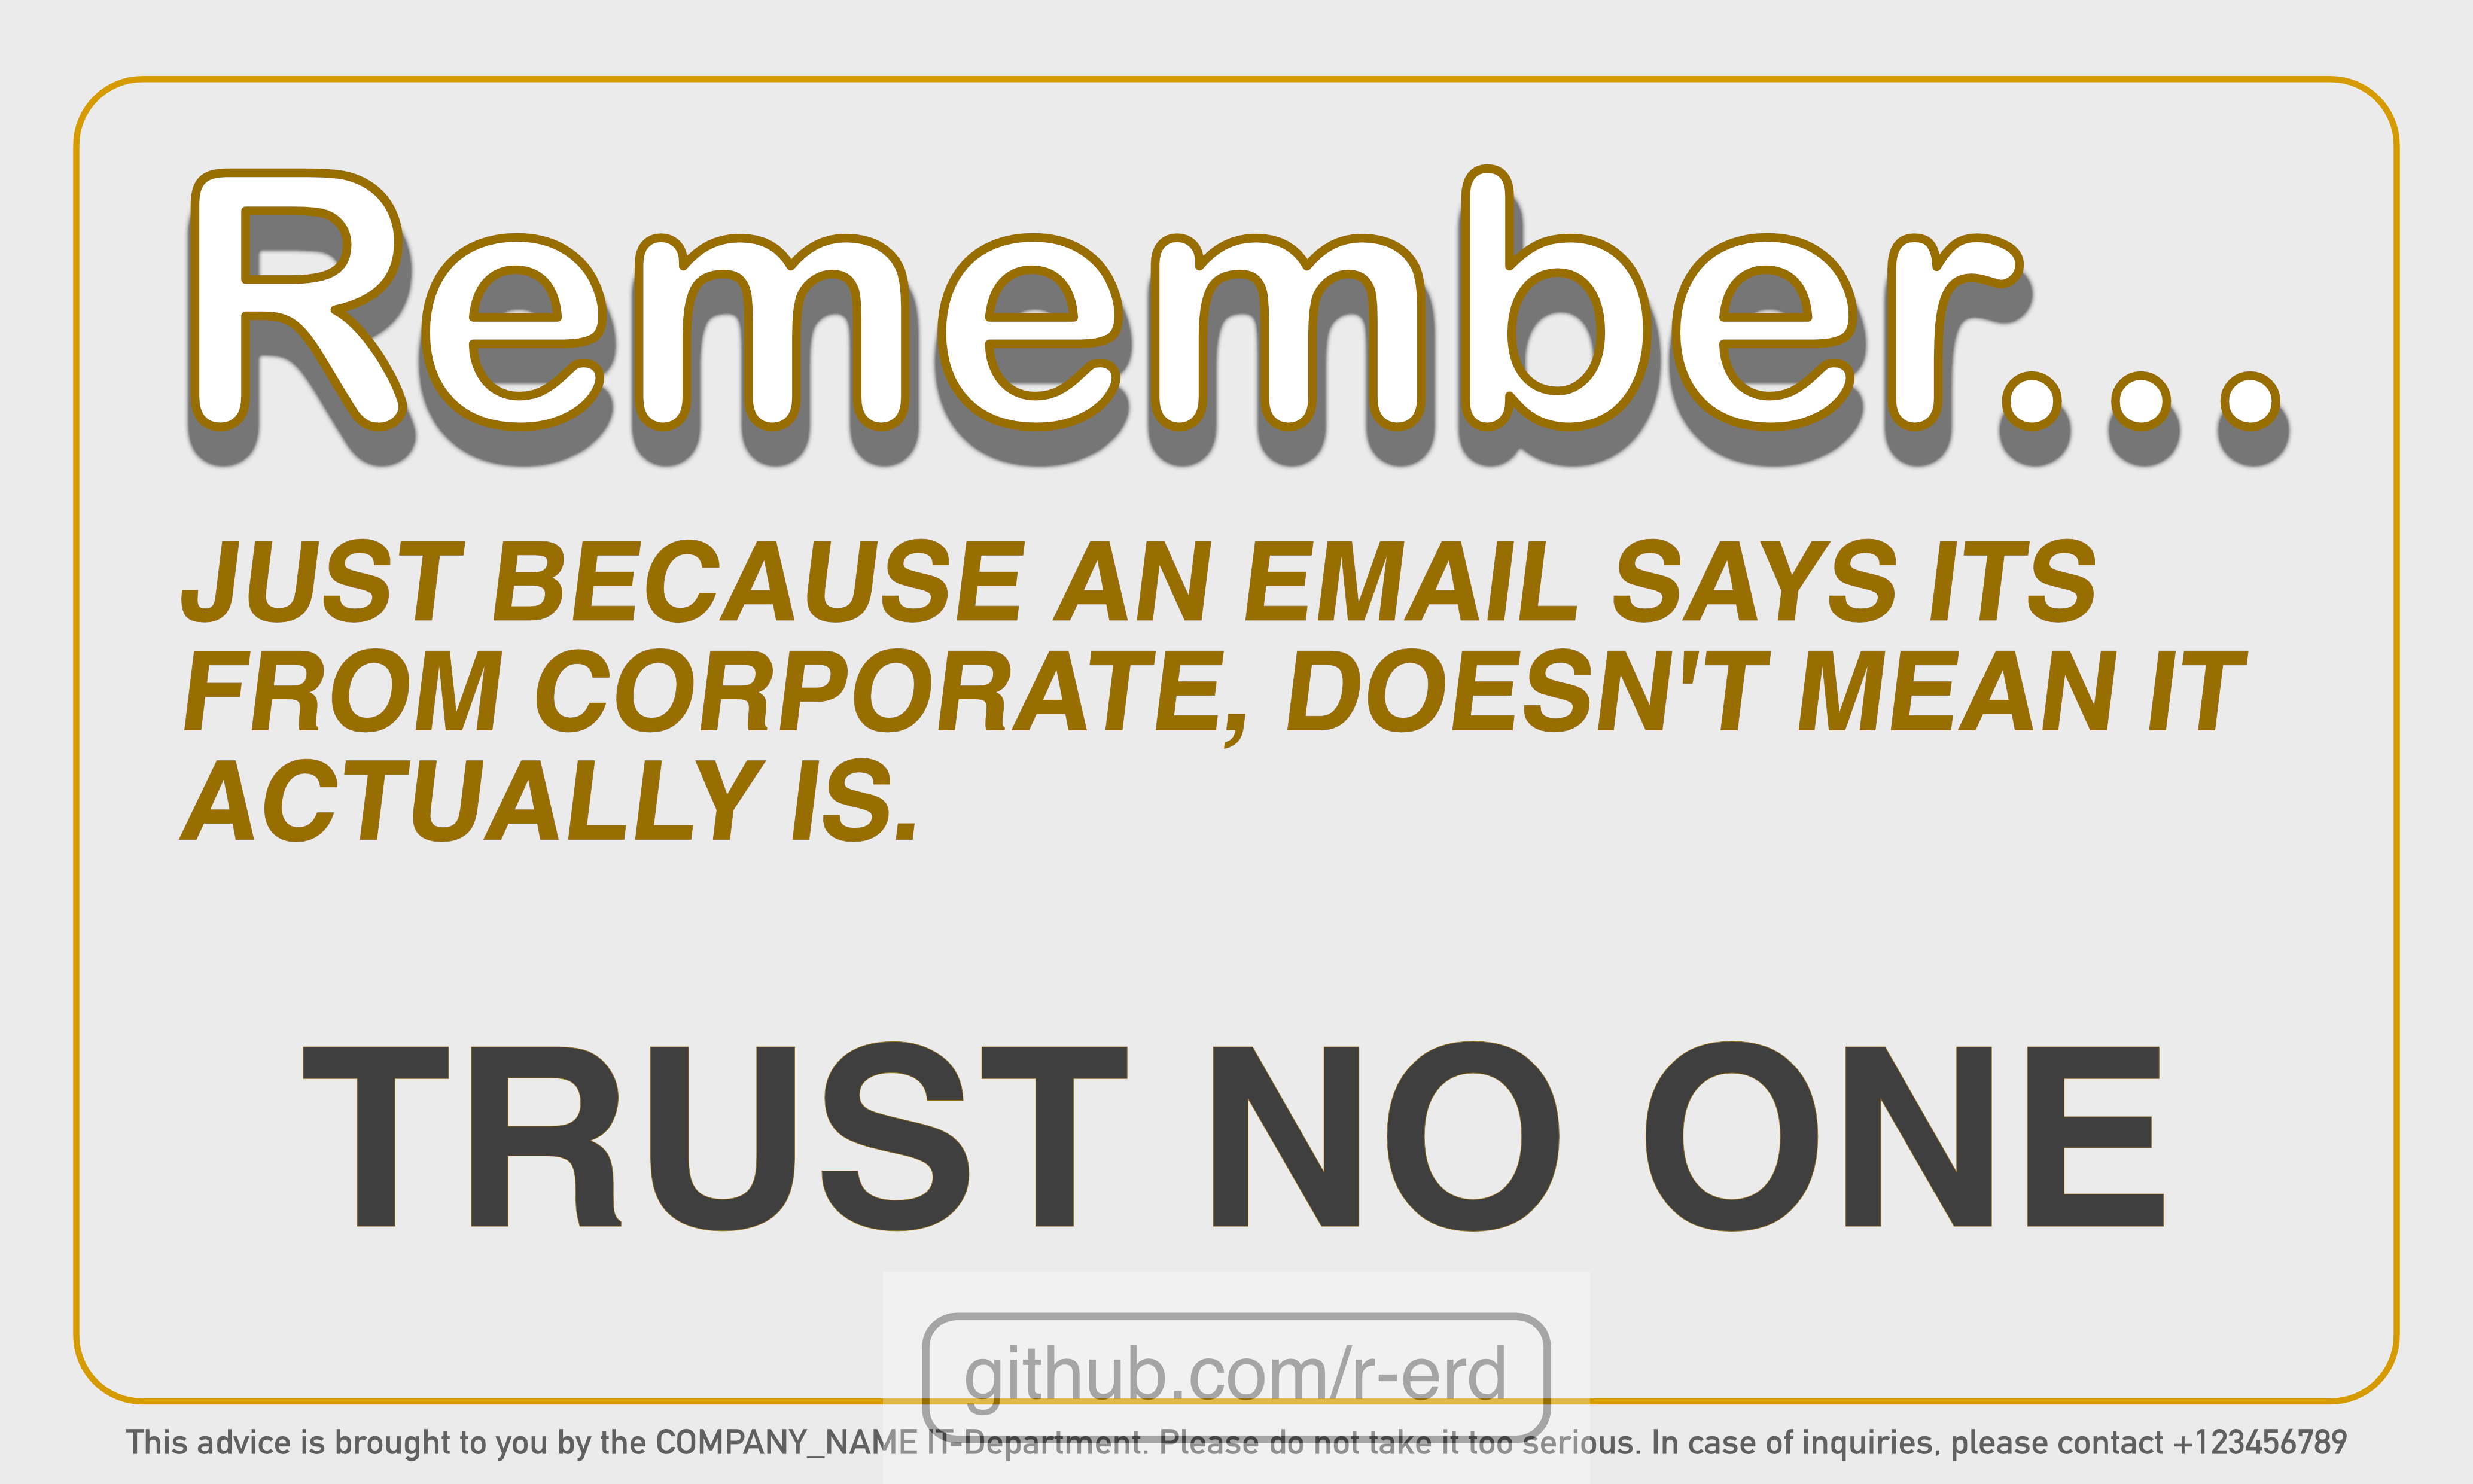 Remember...
JUST BECAUSE AN EMAIL SAYS ITS
FROM CORPORATE, DOESN'T MEAN IT
ACTUALLY IS.
TRUST NO ONE
github.com/r-erd
This advice is brought to you by the COMPANY_NAME IT-Department. Please do not take it too serious. In case of inquiries, please contact +123456789